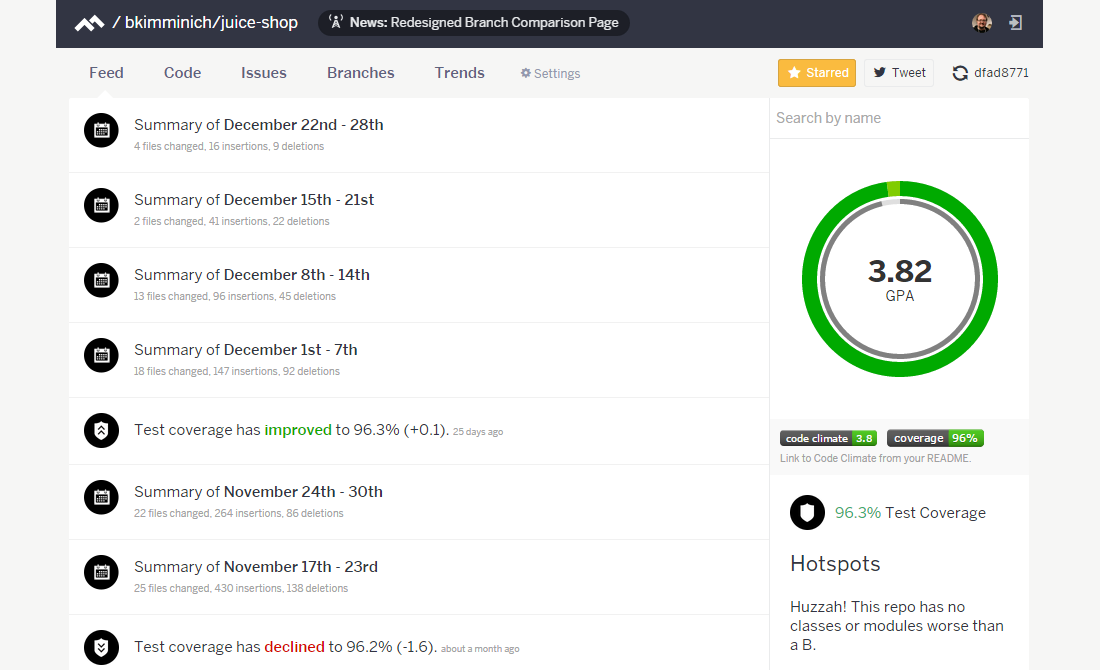 / bkimminich/juice-shop
News: Redesigned Branch Comparison Page
Feed Code Issues Branches Trends Settings
Starred Tweet dfad8771
Summary of December 22nd - 28th
4 files changed, 16 insertions, 9 deletions
Summary of December 15th - 21st
2 files changed, 41 insertions, 22 deletions
Summary of December 8th - 14th
13 files changed, 96 insertions, 45 deletions
Summary of December 1st - 7th
18 files changed, 147 insertions, 92 deletions
Test coverage has improved to 96.3% (+0.1). 25 days ago
Summary of November 24th - 30th
22 files changed, 264 insertions, 86 deletions
Summary of November 17th - 23rd
25 files changed, 430 insertions, 138 deletions
Test coverage has declined to 96.2% (-1.6). about a month ago
Search by name
3.82
GPA
code climate 3.8 coverage 96%
Link to Code Climate from your README.
96.3% Test Coverage
Hotspots
Huzzah! This repo has no
classes or modules worse than
a B.